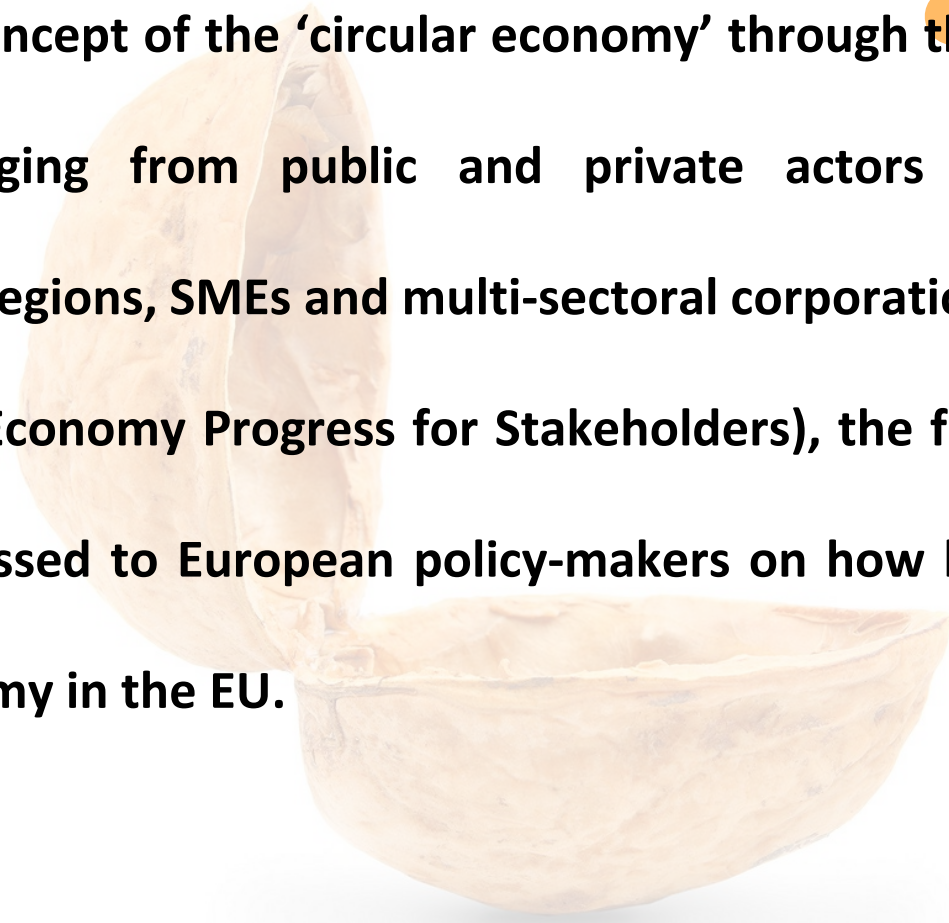 ncept of the ‘circular economy’ through t
ging from public and private actors
egions, SMEs and multi-sectoral corporati
Economy Progress for Stakeholders), the f
ssed to European policy-makers on how
my in the EU.